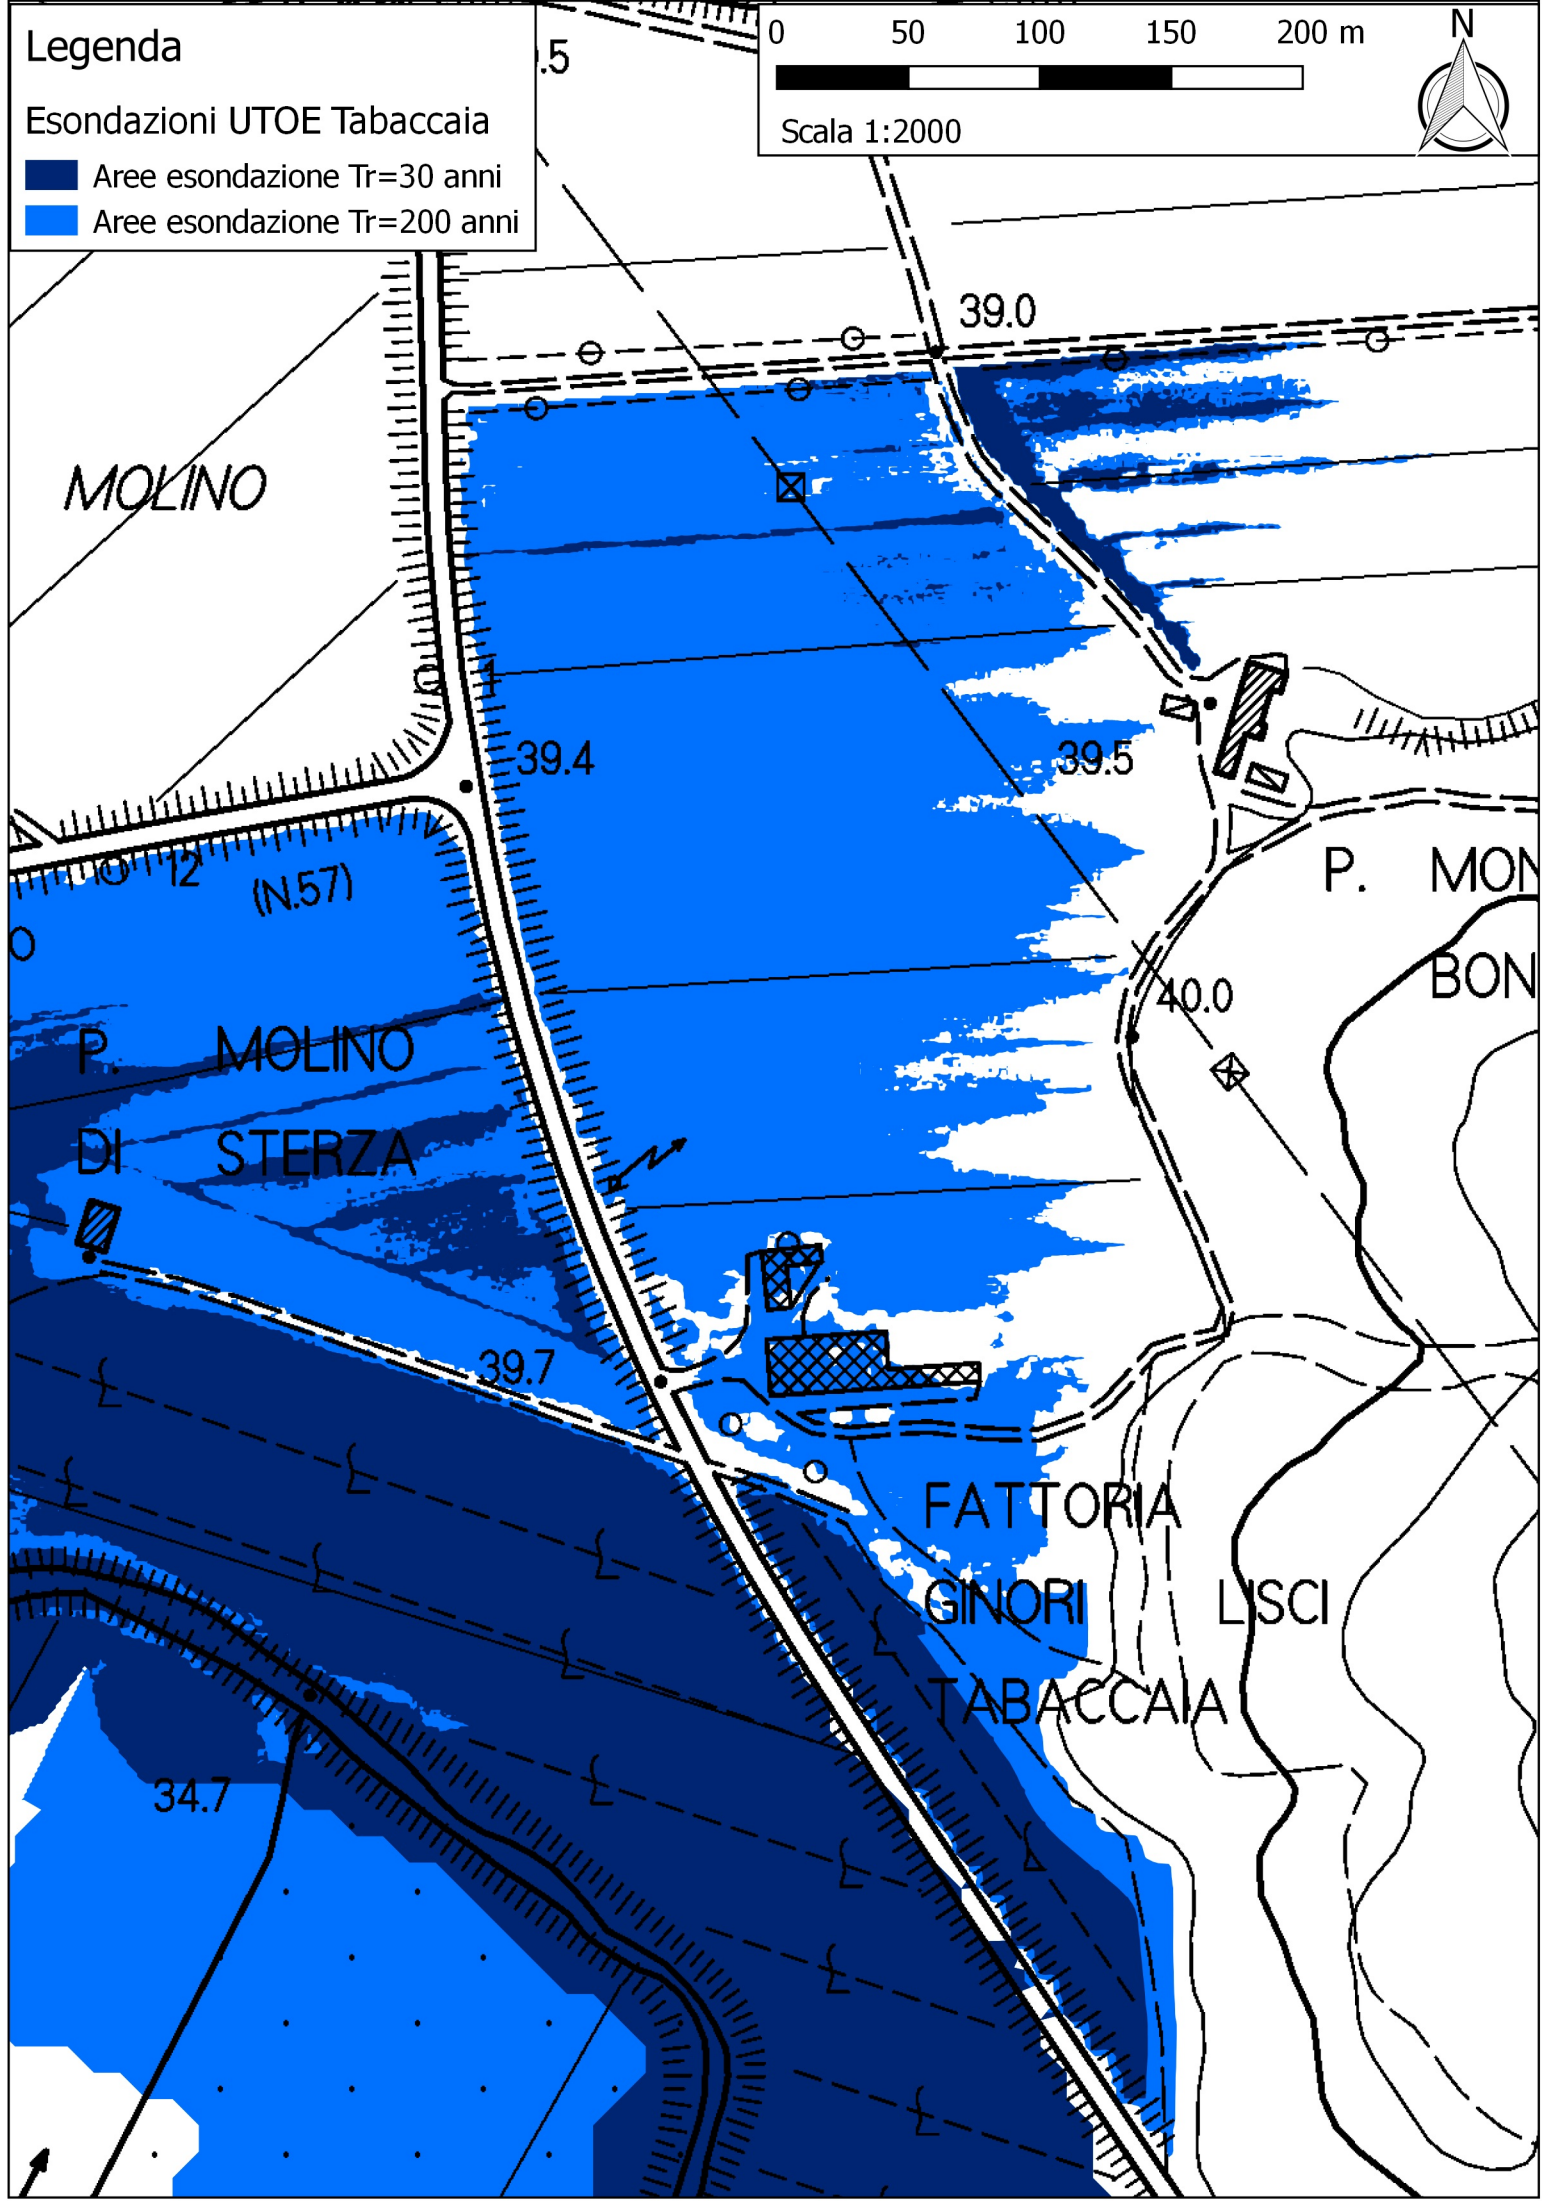 Legenda
Esondazioni UTOE Tabaccaia
Aree esondazione Tr=30 anni
Aree esondazione Tr=200 anni
0 50 100 150 200 m
Scala 1:2000
N
.5
39.0
MOLINO
39.4
39.5
12
(N.57)
P. MON
BON
40.0
P. MOLINO
DI STERZA
39.7
FATTORIA
GINORI LISCI
TABACCAIA
34.7